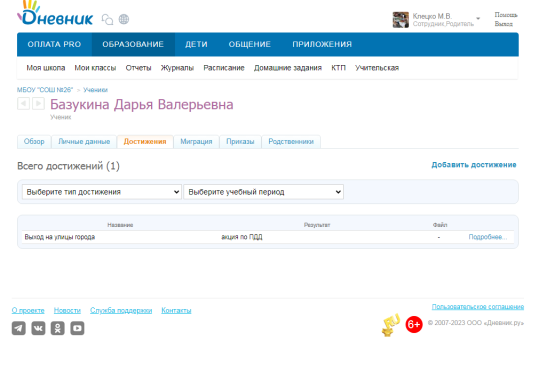 Дневник
Клецко М.В.
Сотрудник,Родитель
Помощь
Выход
ОПЛАТА PRO ОБРАЗОВАНИЕ ДЕТИ ОБЩЕНИЕ ПРИЛОЖЕНИЯ
Моя школа Мои классы Отчеты Журналы Расписание Домашние задания КТП Учительская
МБОУ "СОШ №26" - Ученики
Базукина Дарья Валерьевна
Ученик
Обзор Личные данные Достижения Миграция Приказы Родственники
Всего достижений (1)
Добавить достижение
Выберите тип достижения Выберите учебный период
Название Результат Файл
Выход на улицы города акция по ПДД - Подробнее...
О проекте Новости Служба поддержки Контакты
Пользовательское соглашение
6+ © 2007-2023 ООО «Дневник.ру»